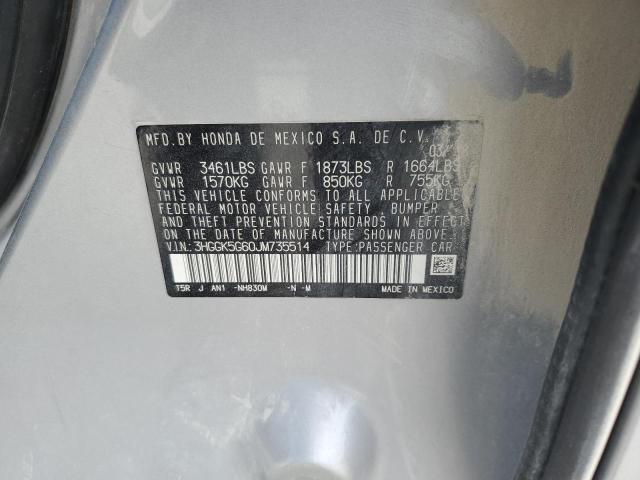 MFD.BY HONDA DE MEXICO S.A. DE C.V.
GVWR 3461LBS GAWR F 1873LBS R 1664LBS
GVWR 1570KG GAWR F 850KG R 755KG
THIS VEHICLE CONFORMS TO ALL APPLICABLE
FEDERAL MOTOR VEHICLE SAFETY, BUMPER,
AND THEFT PREVENTION STANDARDS IN EFFECT
ON THE DATE OF MANUFACTURE SHOWN ABOVE.
V.I.N.: 3HGGK5G60JM735514 TYPE:PASSENGER CAR
T5R J AN1 -NH830M -N -M MADE IN MEXICO